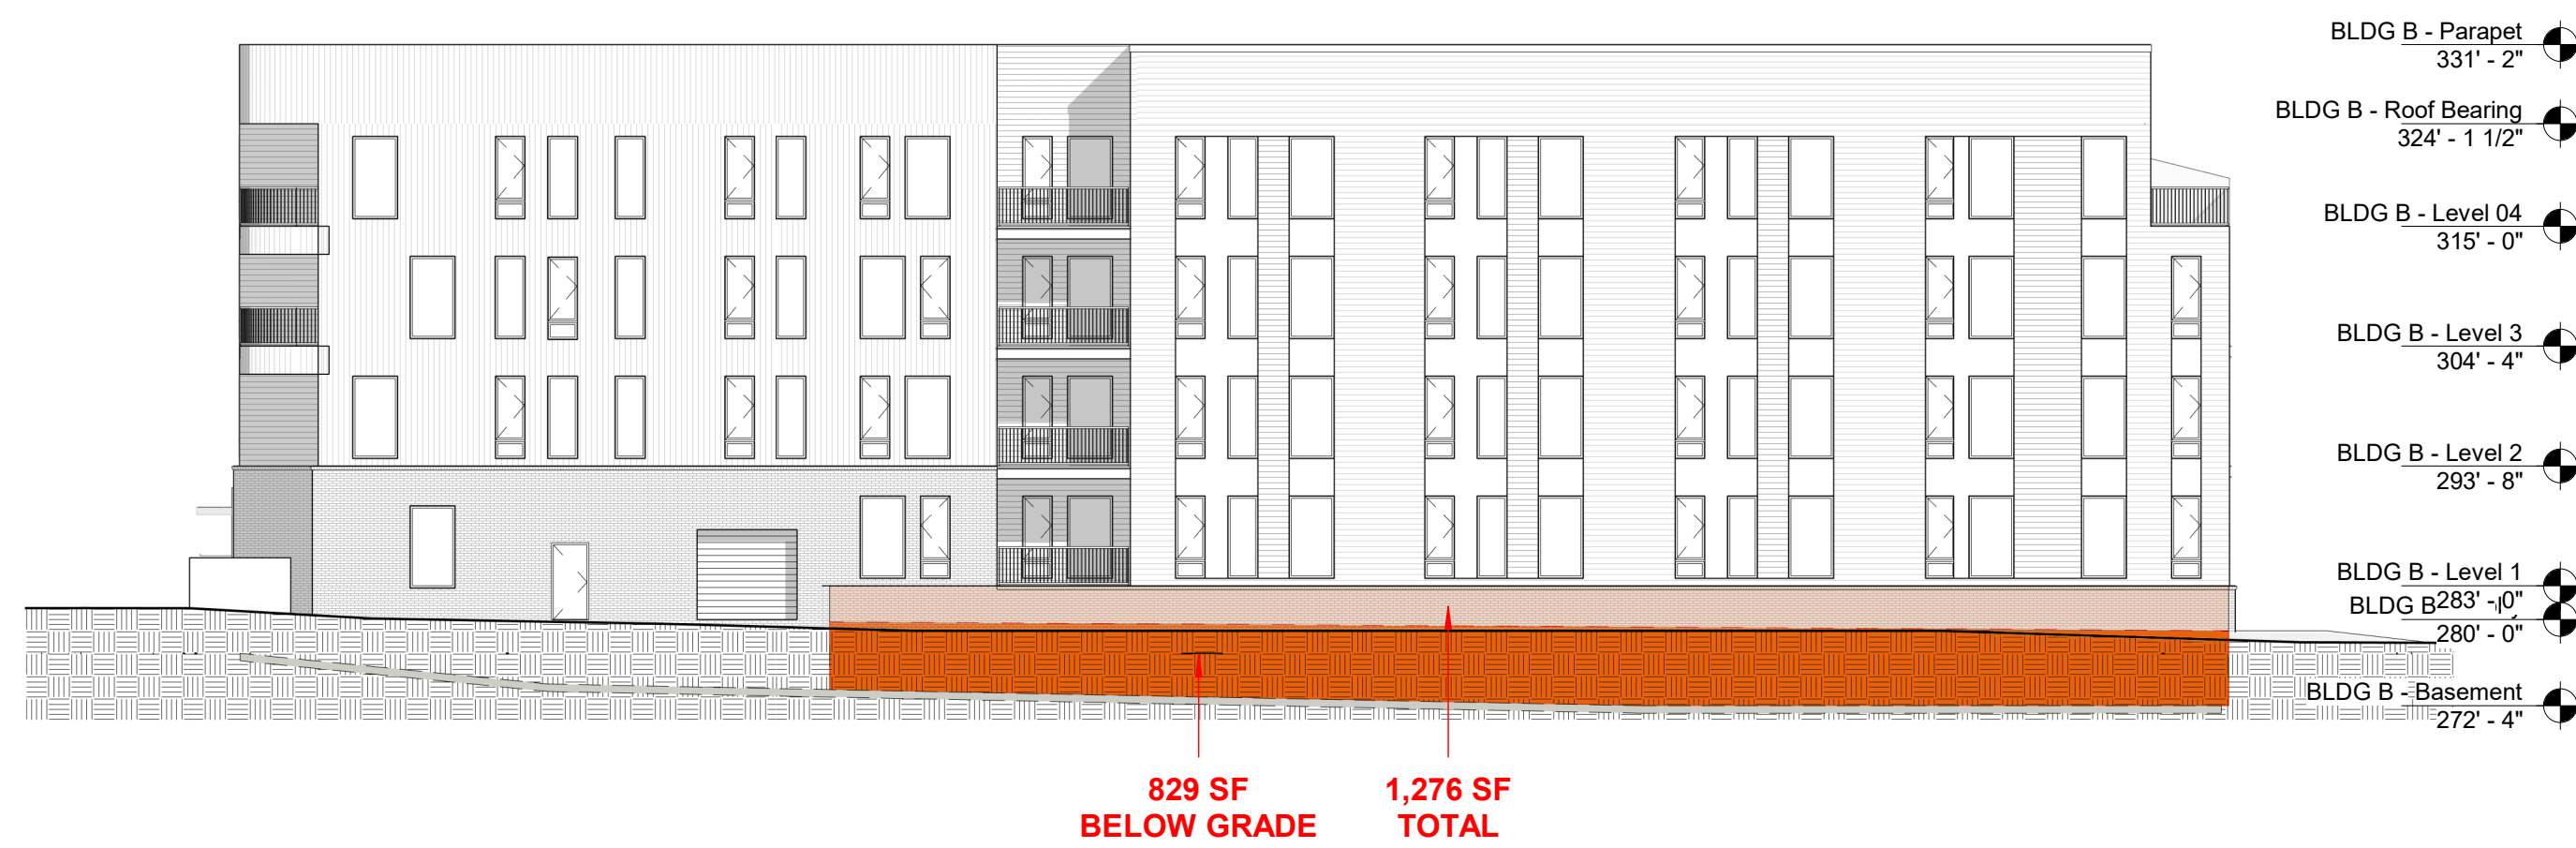 BLDG B - Parapet
331' - 2"
BLDG B - Roof Bearing
324' - 1 1/2"
BLDG B - Level 04
315' - 0"
BLDG B - Level 3
304' - 4"
BLDG B - Level 2
293' - 8"
BLDG B - Level 1
283' - 0"
BLDG B
280' - 0"
BLDG B - Basement
272' - 4"
829 SF
BELOW GRADE
1,276 SF
TOTAL